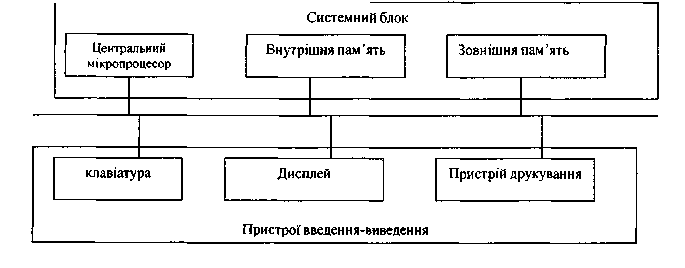 Системний блок
Центральний
мікропроцесор
Внутрішня пам´ять
Зовнішня пам´ять
клавіатура
Дисплей
Пристрій друкування
Пристрої введення-виведення